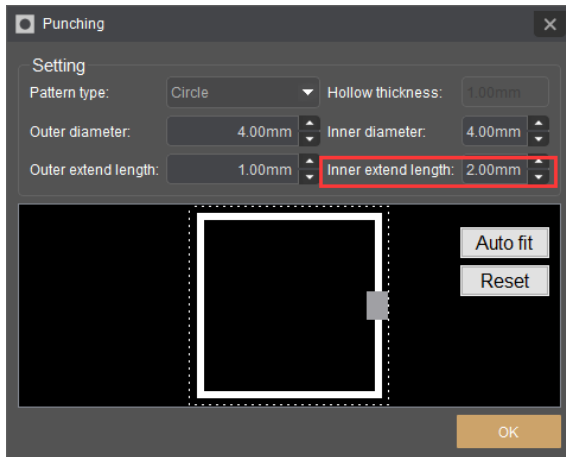 Punching
Setting
Pattern type: Circle Hollow thickness: 1.00mm
Outer diameter: 4.00mm Inner diameter: 4.00mm
Outer extend length: 1.00mm Inner extend length: 2.00mm
Auto fit
Reset
OK